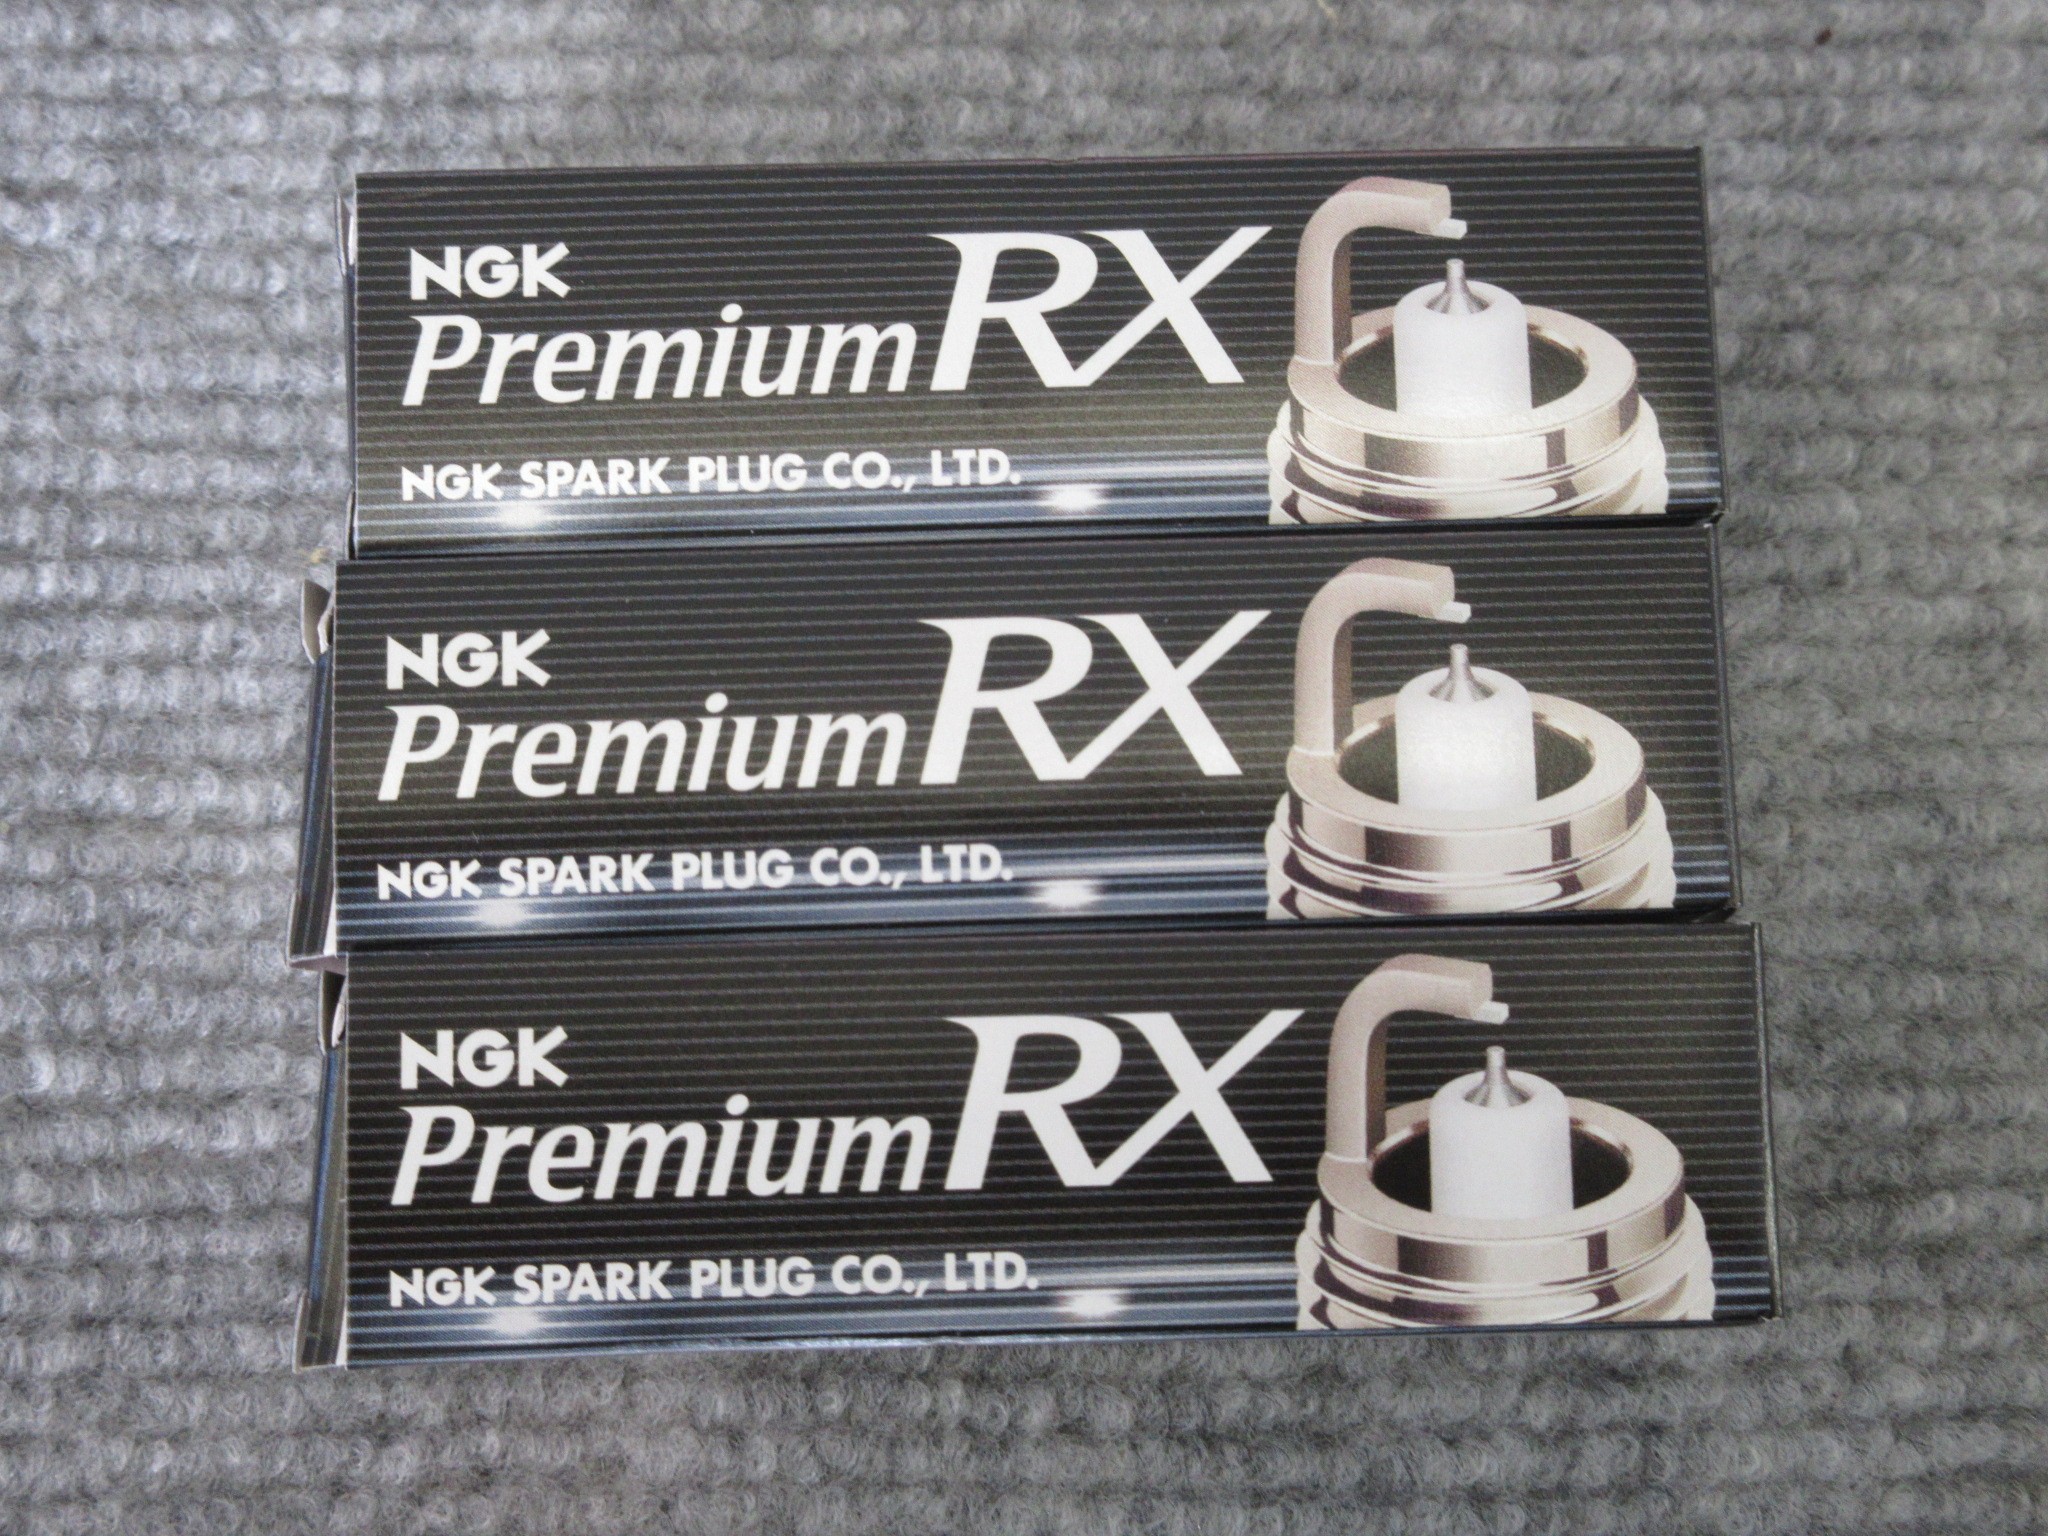 NGK
Premium RX
NGK SPARK PLUG CO., LTD.
NGK
Premium RX
NGK SPARK PLUG CO., LTD.
NGK
Premium RX
NGK SPARK PLUG CO., LTD.